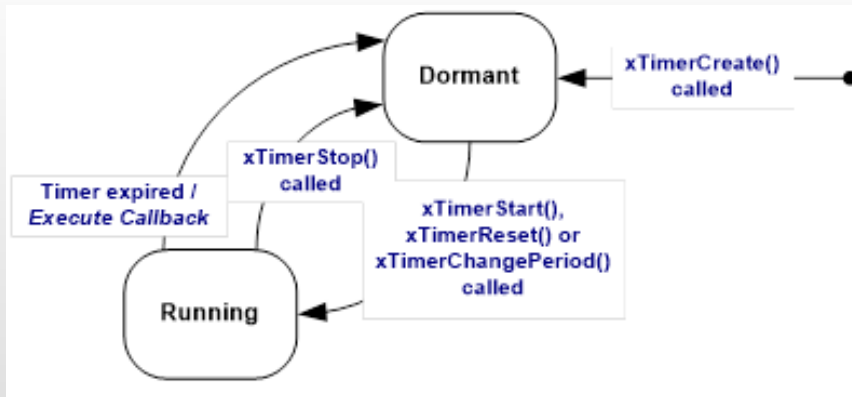 Dormant
xTimerCreate()
called
xTimerStop()
called
Timer expired /
Execute Callback
xTimerStart(),
xTimerReset() or
xTimerChangePeriod()
called
Running